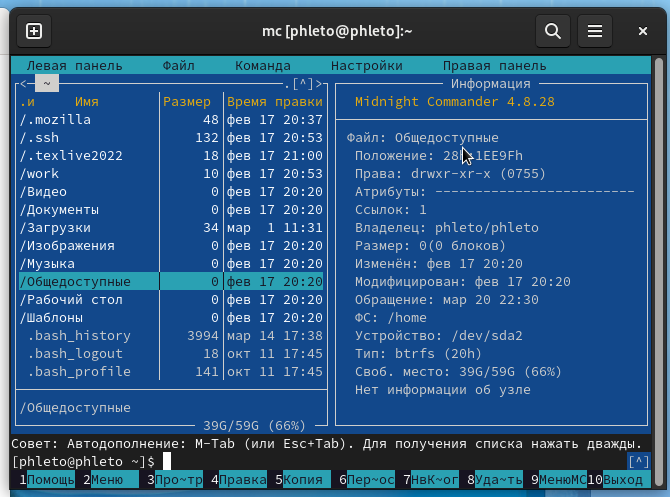 mc [phleto@phleto]:~
Левая панель Файл Команда Настройки Правая панель
<─ ~ .[^]>
.и Имя Размер Время правки
/.mozilla 48 фев 17 20:37
/.ssh 132 фев 17 20:53
/.texlive2022 18 фев 17 21:00
/work 10 фев 17 20:53
/Видео 0 фев 17 20:20
/Документы 0 фев 17 20:20
/Загрузки 34 мар 1 11:31
/Изображения 0 фев 17 20:20
/Музыка 0 фев 17 20:20
/Общедоступные 0 фев 17 20:20
/Рабочий стол 0 фев 17 20:20
/Шаблоны 0 фев 17 20:20
.bash_history 3994 мар 14 17:38
.bash_logout 18 окт 11 17:45
.bash_profile 141 окт 11 17:45
/Общедоступные
39G/59G (66%)
Информация
Midnight Commander 4.8.28
Файл: Общедоступные
Положение:
Права: drwxr-xr-x (0755)
Атрибуты: -------------------------
Ссылок: 1
Владелец: phleto/phleto
Размер: 0(0 блоков)
Изменён: фев 17 20:20
Модифицирован: фев 17 20:20
Обращение: мар 20 22:30
ФС: /home
Устройство: /dev/sda2
Тип: btrfs (20h)
Своб. место: 39G/59G (66%)
Нет информации об узле
Совет: Автодополнение: M-Tab (или Esc+Tab). Для получения списка нажать дважды.
[phleto@phleto ~]$ [^]
1Помощь 2Меню 3Про~тр 4Правка 5Копия 6Пер~ос 7НвК~ог 8Уда~ть 9МенюМС 10Выход